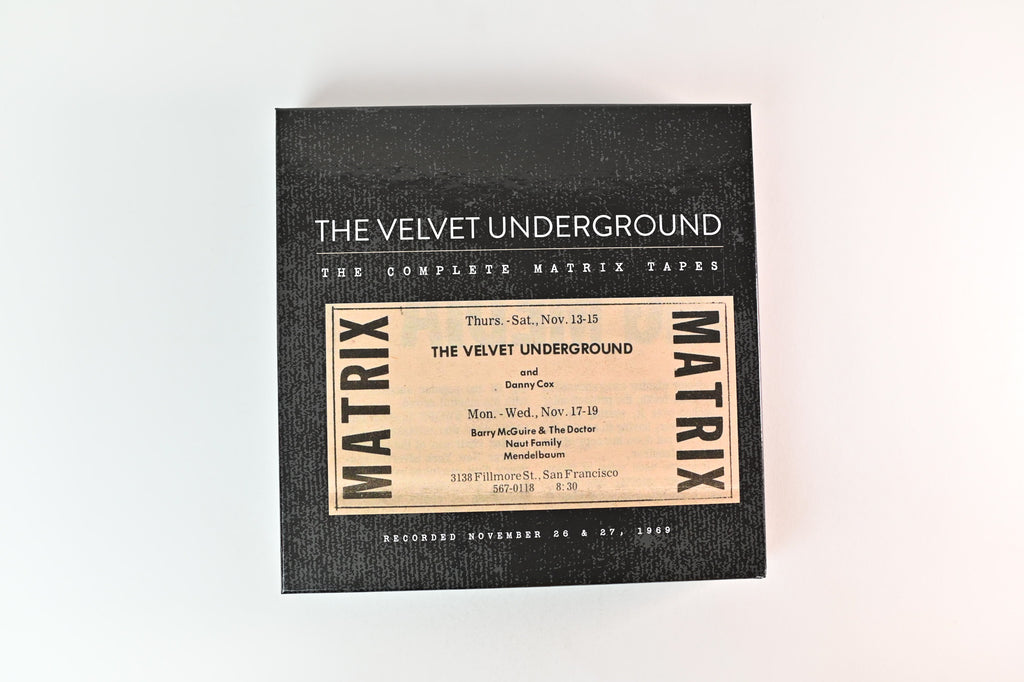 THE VELVET UNDERGROUND
THE COMPLETE MATRIX TAPES
MATRIX
Thurs. - Sat., Nov. 13-15
THE VELVET UNDERGROUND
and
Danny Cox
Mon. - Wed., Nov. 17-19
Barry McGuire & The Doctor
Naut Family
Mendelbaum
3138 Fillmore St., San Francisco
567-0118 8:30
MATRIX
RECORDED NOVEMBER 26 & 27, 1969